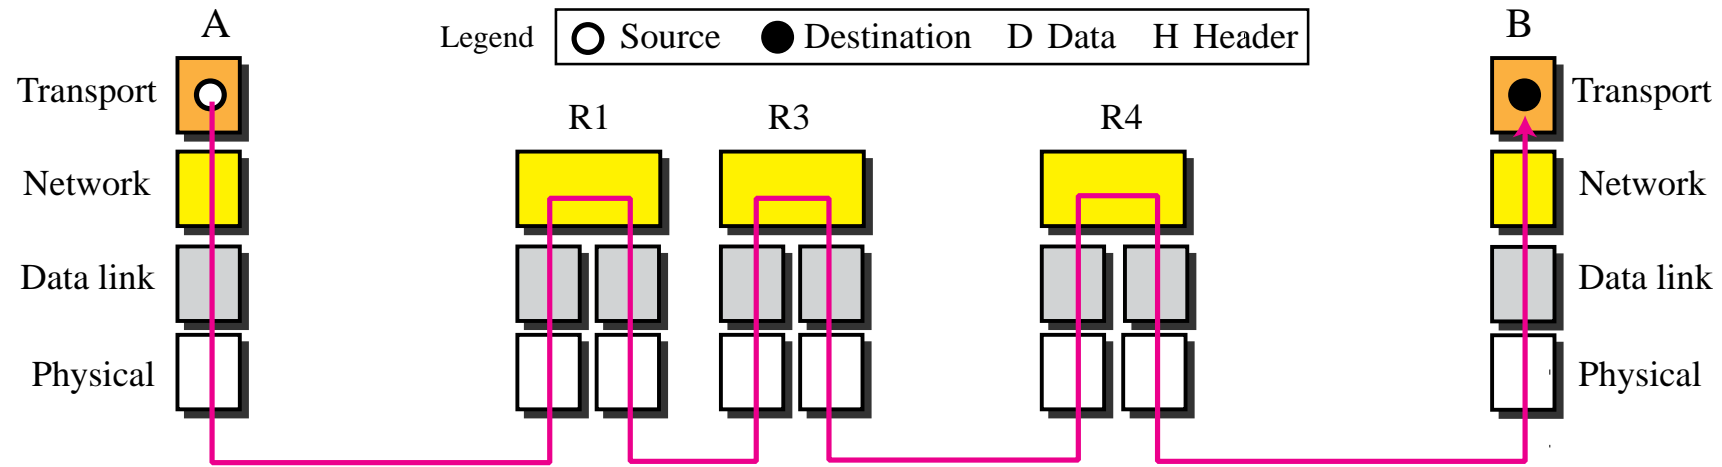 A
Legend
Source Destination D Data H Header
B
Transport
Transport
R1 R3 R4
Network
Network
Data link
Data link
Physical
Physical